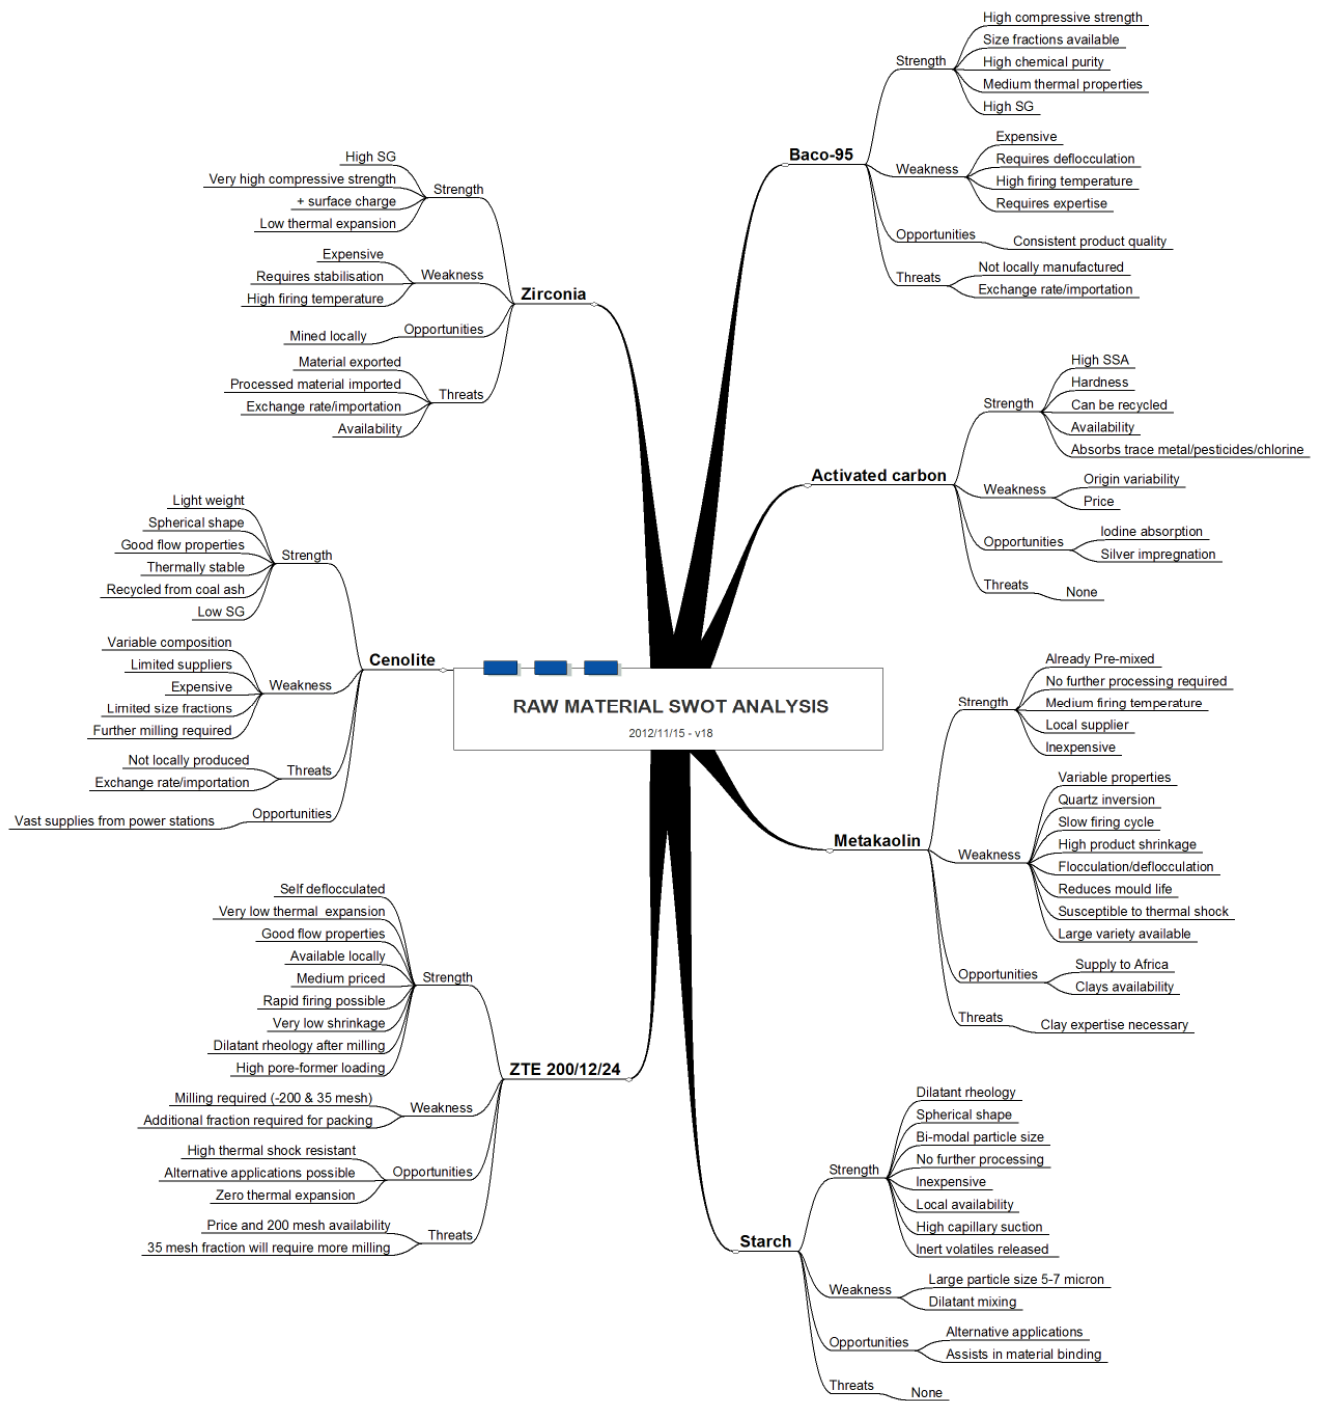 RAW MATERIAL SWOT ANALYSIS
2012/11/15 - v18
Baco-95
Strength
High compressive strength
Size fractions available
High chemical purity
Medium thermal properties
High SG
Weakness
Expensive
Requires deflocculation
High firing temperature
Requires expertise
Opportunities
Consistent product quality
Threats
Not locally manufactured
Exchange rate/importation
Activated carbon
Strength
High SSA
Hardness
Can be recycled
Availability
Absorbs trace metal/pesticides/chlorine
Weakness
Origin variability
Price
Opportunities
Iodine absorption
Silver impregnation
Threats
None
Metakaolin
Strength
Already Pre-mixed
No further processing required
Medium firing temperature
Local supplier
Inexpensive
Weakness
Variable properties
Quartz inversion
Slow firing cycle
High product shrinkage
Flocculation/deflocculation
Reduces mould life
Susceptible to thermal shock
Large variety available
Opportunities
Supply to Africa
Clays availability
Threats
Clay expertise necessary
Starch
Strength
Dilatant rheology
Spherical shape
Bi-modal particle size
No further processing
Inexpensive
Local availability
High capillary suction
Inert volatiles released
Weakness
Large particle size 5-7 micron
Dilatant mixing
Opportunities
Alternative applications
Assists in material binding
Threats
None
Zirconia
Strength
High SG
Very high compressive strength
+ surface charge
Low thermal expansion
Weakness
Expensive
Requires stabilisation
High firing temperature
Opportunities
Mined locally
Threats
Material exported
Processed material imported
Exchange rate/importation
Availability
Cenolite
Strength
Light weight
Spherical shape
Good flow properties
Thermally stable
Recycled from coal ash
Low SG
Weakness
Variable composition
Limited suppliers
Expensive
Limited size fractions
Further milling required
Threats
Not locally produced
Exchange rate/importation
Opportunities
Vast supplies from power stations
ZTE 200/12/24
Strength
Self deflocculated
Very low thermal expansion
Good flow properties
Available locally
Medium priced
Rapid firing possible
Very low shrinkage
Dilatant rheology after milling
High pore-former loading
Weakness
Milling required (-200 & 35 mesh)
Additional fraction required for packing
Opportunities
High thermal shock resistant
Alternative applications possible
Zero thermal expansion
Threats
Price and 200 mesh availability
35 mesh fraction will require more milling